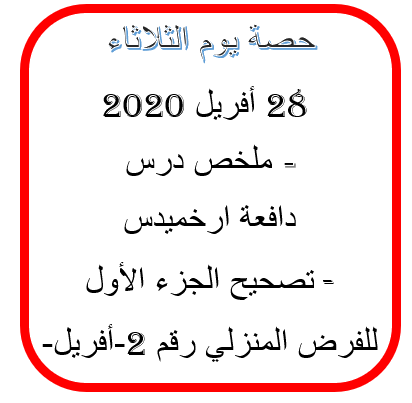 حصة يوم الثلاثاء
28 أفريل 2020
- ملخص درس
دافعة ارخميدس
- تصحيح الجزء الأول
للفرض المنزلي رقم 2-أفريل-